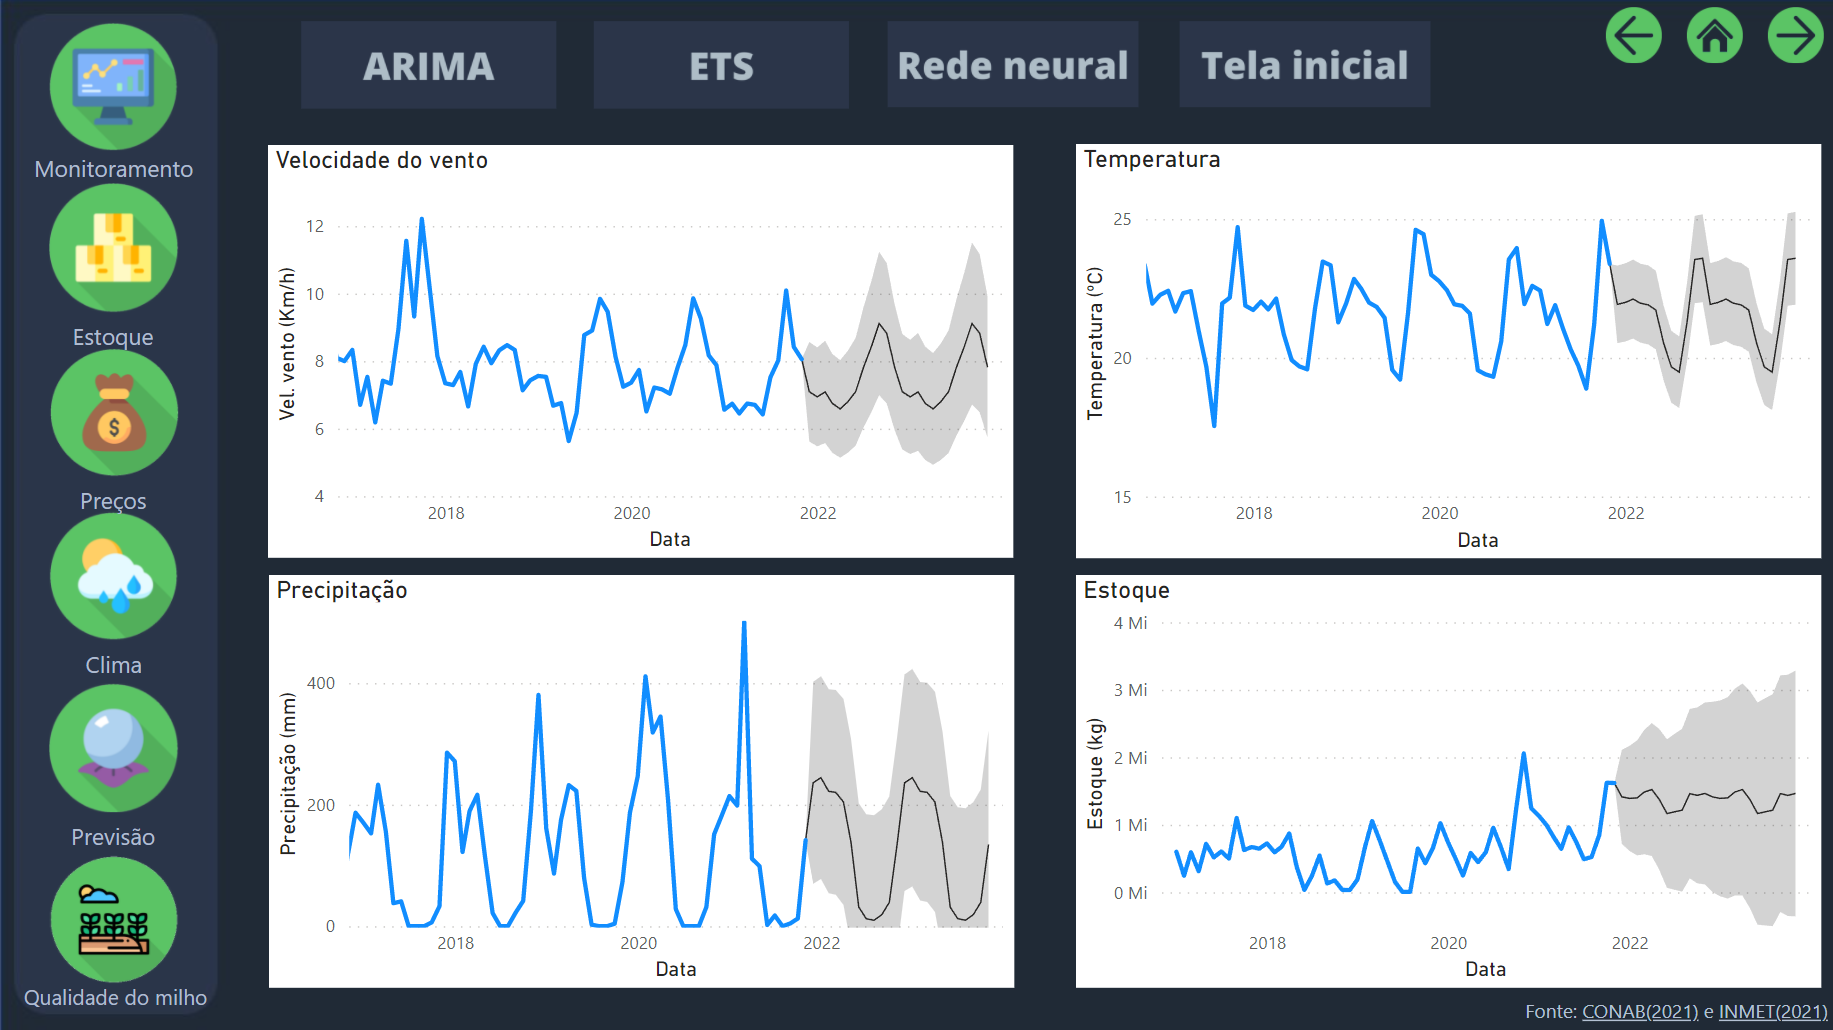 ARIMA
ETS
Rede neural
Tela inicial
Monitoramento
Estoque
Preços
$
Clima
Previsão
Qualidade do milho
Velocidade do vento
Vel. vento (Km/h)
12
10
8
6
4
2018
2020
2022
Data
Temperatura
Temperatura (ºC)
25
20
15
2018
2020
2022
Data
Precipitação
Precipitação (mm)
400
200
0
2018
2020
2022
Data
Estoque
Estoque (kg)
4 Mi
3 Mi
2 Mi
1 Mi
0 Mi
2018
2020
2022
Data
Fonte: CONAB(2021) e INMET(2021)